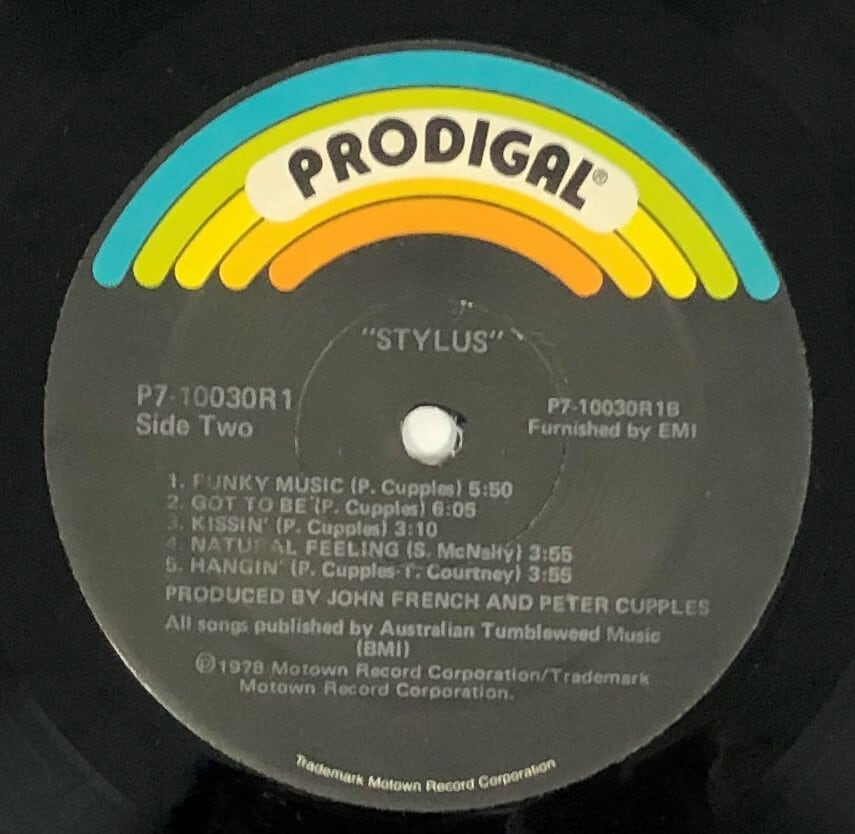 PRODIGAL®
"STYLUS"
P7-10030R1
Side Two
P7-10030R1B
Furnished by EMI
1. FUNKY MUSIC (P. Cupples) 5:50
2. GOT TO BE (P. Cupples) 6:05
3. KISSIN' (P. Cupples) 3:10
4. NATURAL FEELING (S. McNally) 3:55
5. HANGIN' (P. Cupples-T. Courtney) 3:55
PRODUCED BY JOHN FRENCH AND PETER CUPPLES
All songs published by Australian Tumbleweed Music
(BMI)
℗1978 Motown Record Corporation/Trademark
Motown Record Corporation.
Trademark Motown Record Corporation